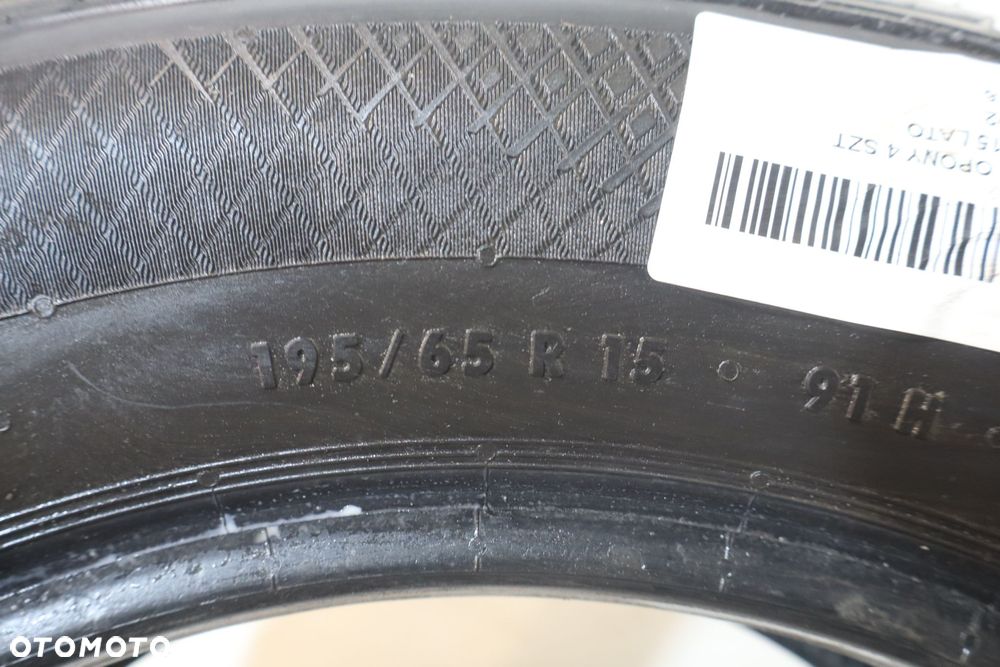 OPONY 4 SZT
15 LATO
195/65 R 15 91
OTOMOTO